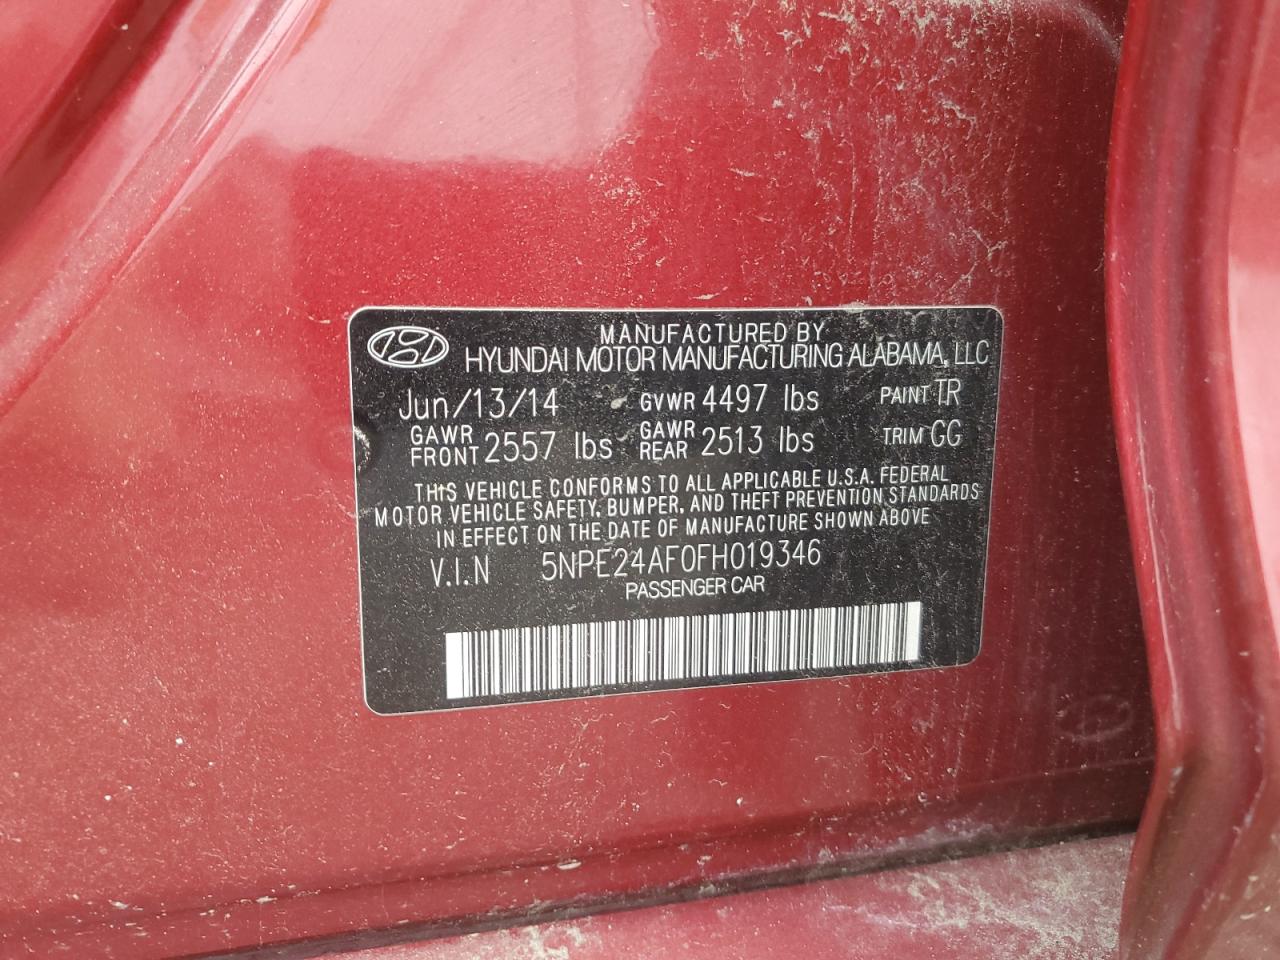 MANUFACTURED BY
HYUNDAI MOTOR MANUFACTURING ALABAMA, LLC
Jun/13/14 GVWR 4497 lbs PAINT TR
GAWR FRONT 2557 lbs GAWR REAR 2513 lbs TRIM GG
THIS VEHICLE CONFORMS TO ALL APPLICABLE U.S.A. FEDERAL
MOTOR VEHICLE SAFETY, BUMPER, AND THEFT PREVENTION STANDARDS
IN EFFECT ON THE DATE OF MANUFACTURE SHOWN ABOVE
V.I.N 5NPE24AF0FH019346
PASSENGER CAR